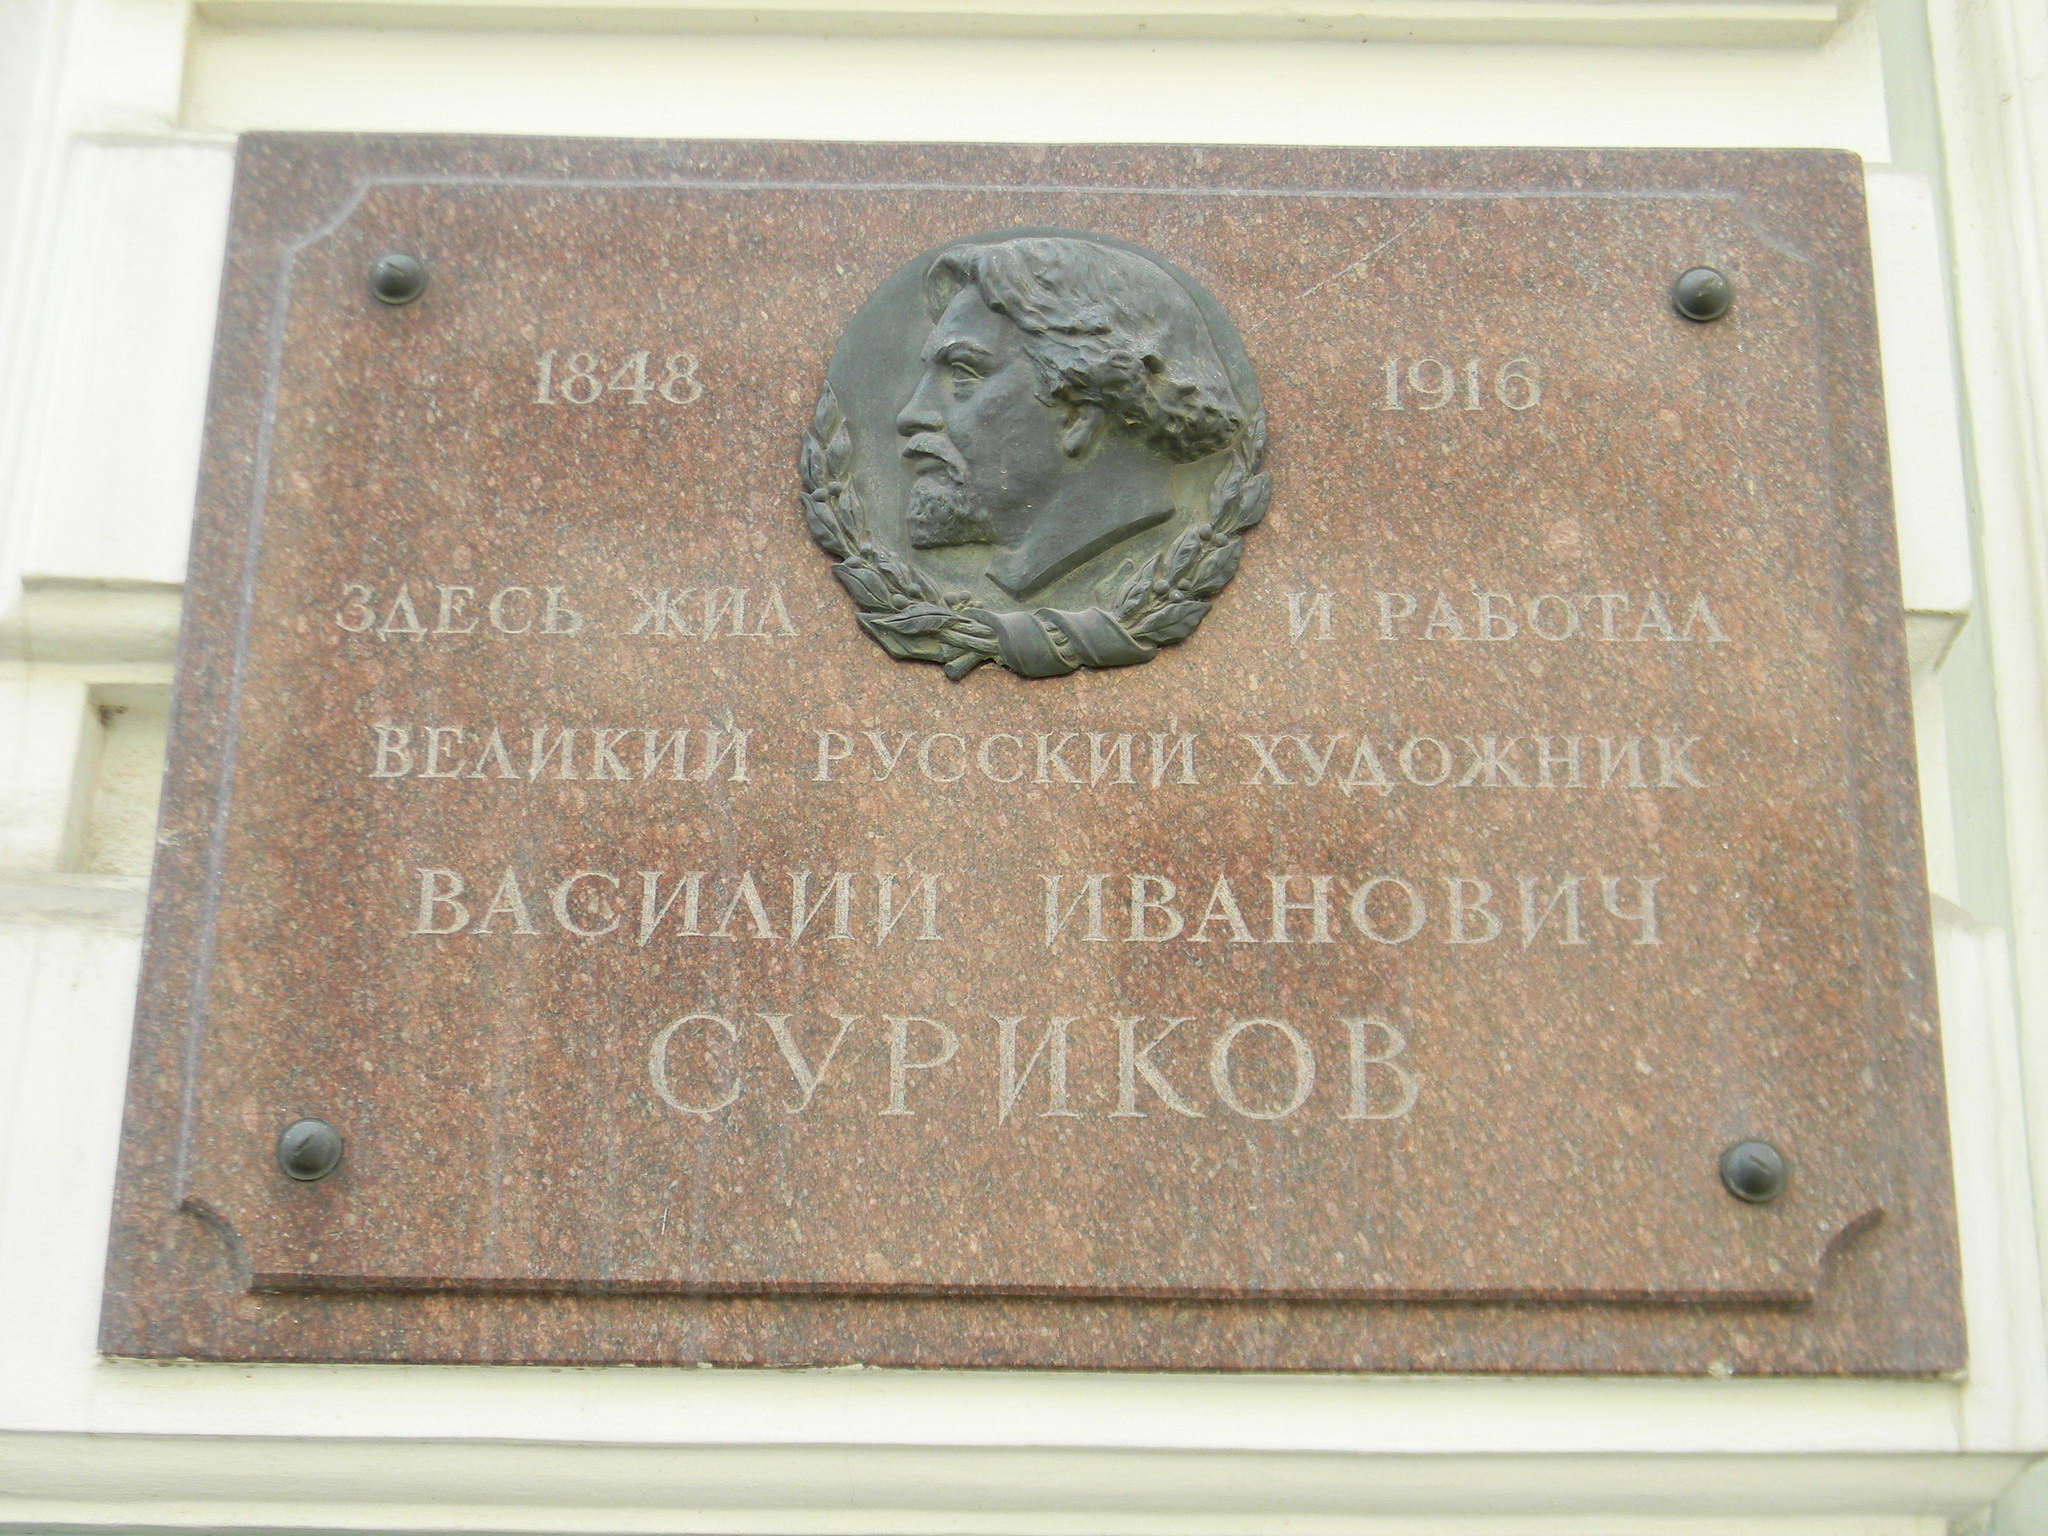 1848 1916
ЗДЕСЬ ЖИЛ И РАБОТАЛ
ВЕЛИКИЙ РУССКИЙ ХУДОЖНИК
ВАСИЛИЙ ИВАНОВИЧ
СУРИКОВ